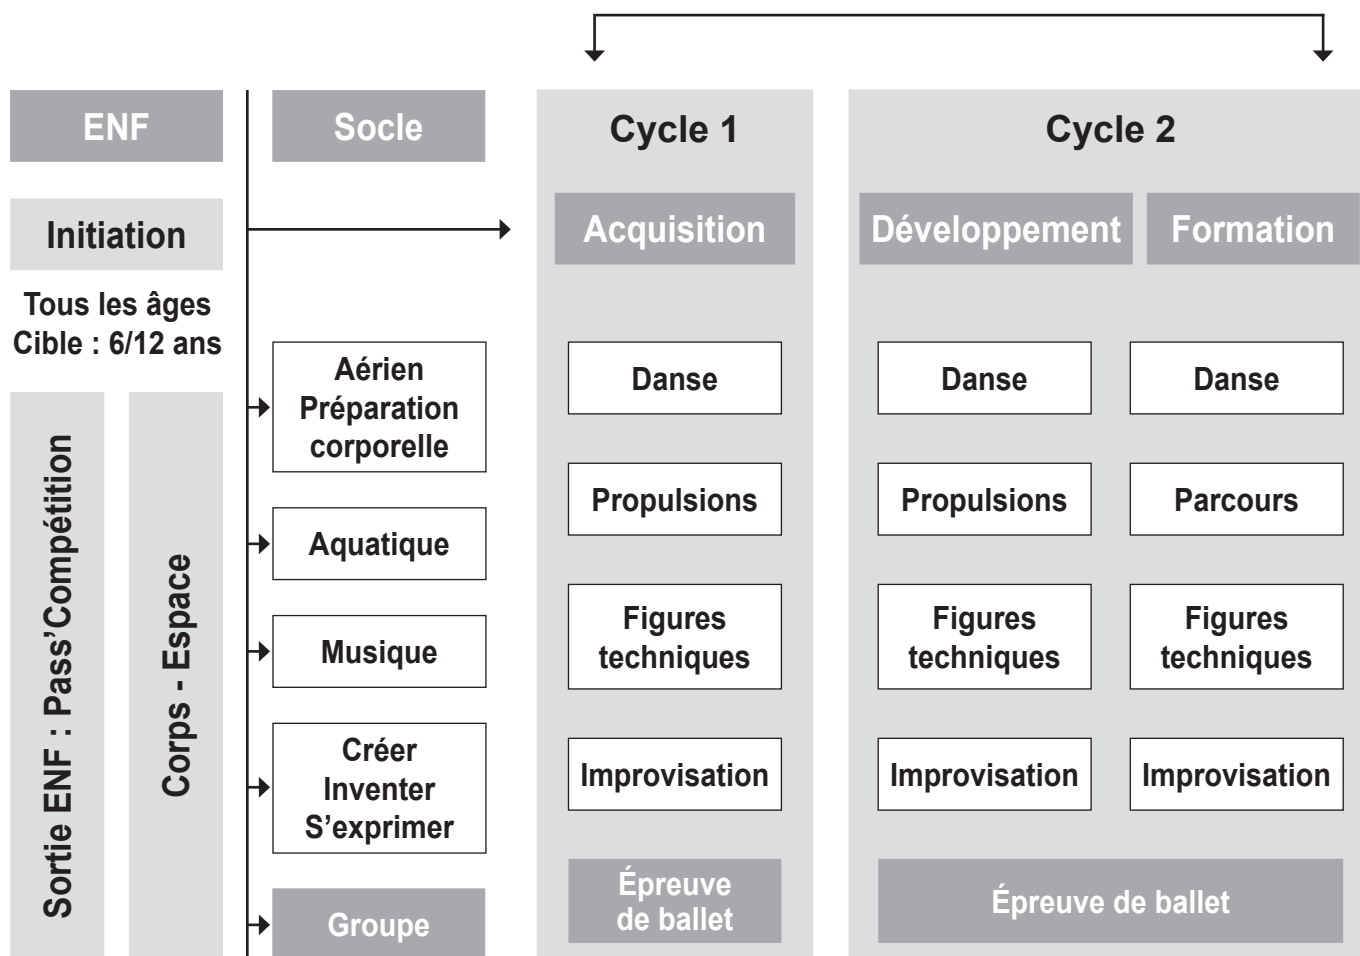 ENF
Socle
Cycle 1
Cycle 2
Initiation
Acquisition
Développement
Formation
Tous les âges
Cible : 6/12 ans
Sortie ENF : Pass’Compétition
Corps - Espace
Aérien
Préparation
corporelle
Danse
Danse
Danse
Aquatique
Propulsions
Propulsions
Parcours
Musique
Figures
techniques
Figures
techniques
Figures
techniques
Créer
Inventer
S’exprimer
Improvisation
Improvisation
Improvisation
Groupe
Épreuve
de ballet
Épreuve de ballet